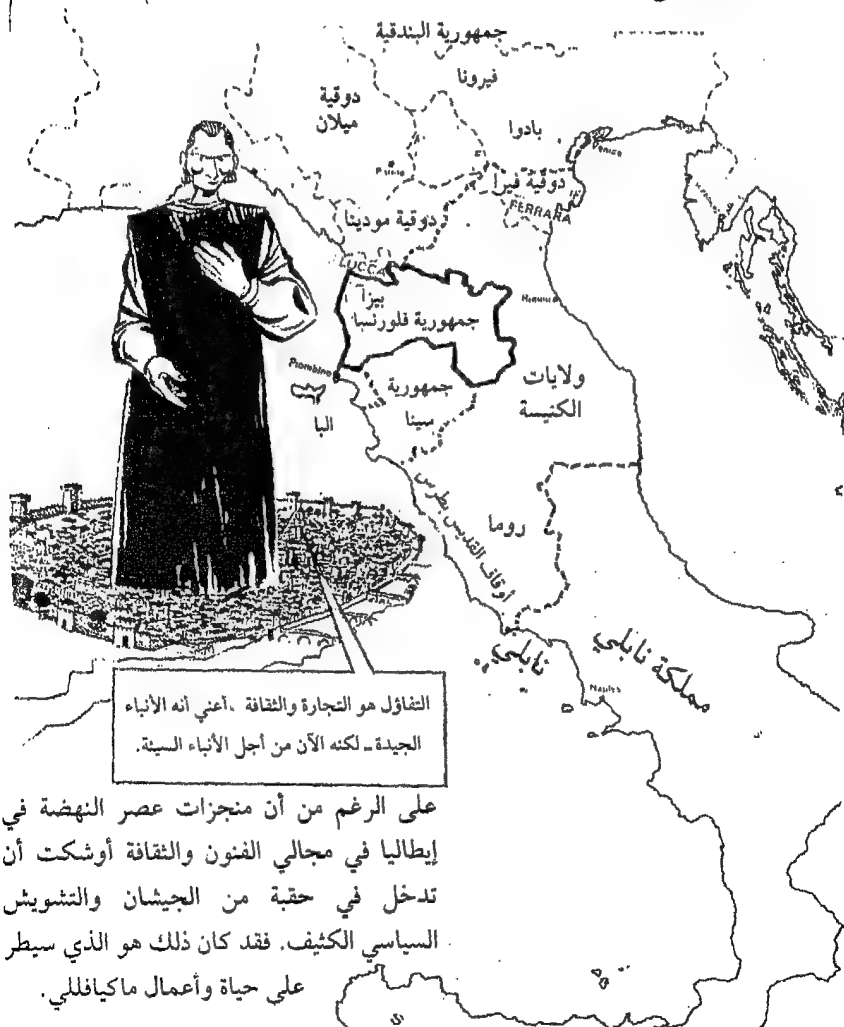 جمهورية البندقية
فيرونا
دوقية
ميلان
بادوا
Venice
دوقية فيرا
FERRARA
دوقية مودينا
LUCCA
بيزا
جمهورية فلورنسا
Piombino
البا
جمهورية
سينا
ولايات
الكنيسة
روما
أوقاف القديس بطرس
نابلي
مملكة نابلي
Naples
التفاؤل هو التجارة والثقافة ، أعني أنه الأنباء
الجيدة ــ لكنه الآن من أجل الأنباء السيئة.
على الرغم من أن منجزات عصر النهضة في
إيطاليا في مجالي الفنون والثقافة أوشكت أن
تدخل في حقبة من الجيشان والتشويش
السياسي الكثيف. فقد كان ذلك هو الذي سيطر
على حياة وأعمال ماكيافللي.